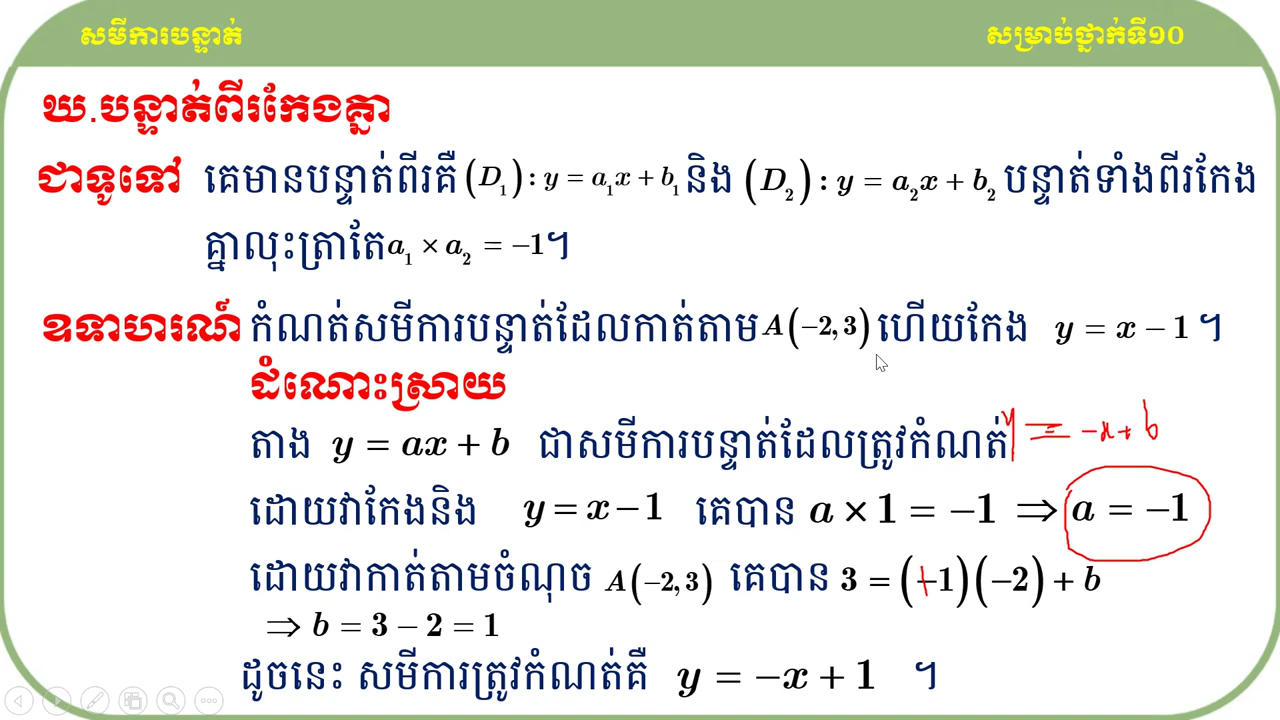 សមីការបន្ទាត់
សម្រាប់ថ្នាក់ទី១០
ឃ.បន្ទាត់ពីរកែងគ្នា
ជាទូទៅ គេមានបន្ទាត់ពីរគឺ (D₁) : y = a₁x + b₁ និង (D₂) : y = a₂x + b₂ បន្ទាត់ទាំងពីរកែង
គ្នាលុះត្រាតែ a₁ × a₂ = −1។
ឧទាហរណ៍ កំណត់សមីការបន្ទាត់ដែលកាត់តាម A(−2, 3) ហើយកែង y = x − 1 ។
ដំណោះស្រាយ
តាង y = ax + b ជាសមីការបន្ទាត់ដែលត្រូវកំណត់ y = −x + b
ដោយវាកែងនិង y = x − 1 គេបាន a × 1 = −1 ⇒ a = −1
ដោយវាកាត់តាមចំណុច A(−2, 3) គេបាន 3 = (−1)(−2) + b
⇒ b = 3 − 2 = 1
ដូចនេះ សមីការត្រូវកំណត់គឺ y = −x + 1 ។